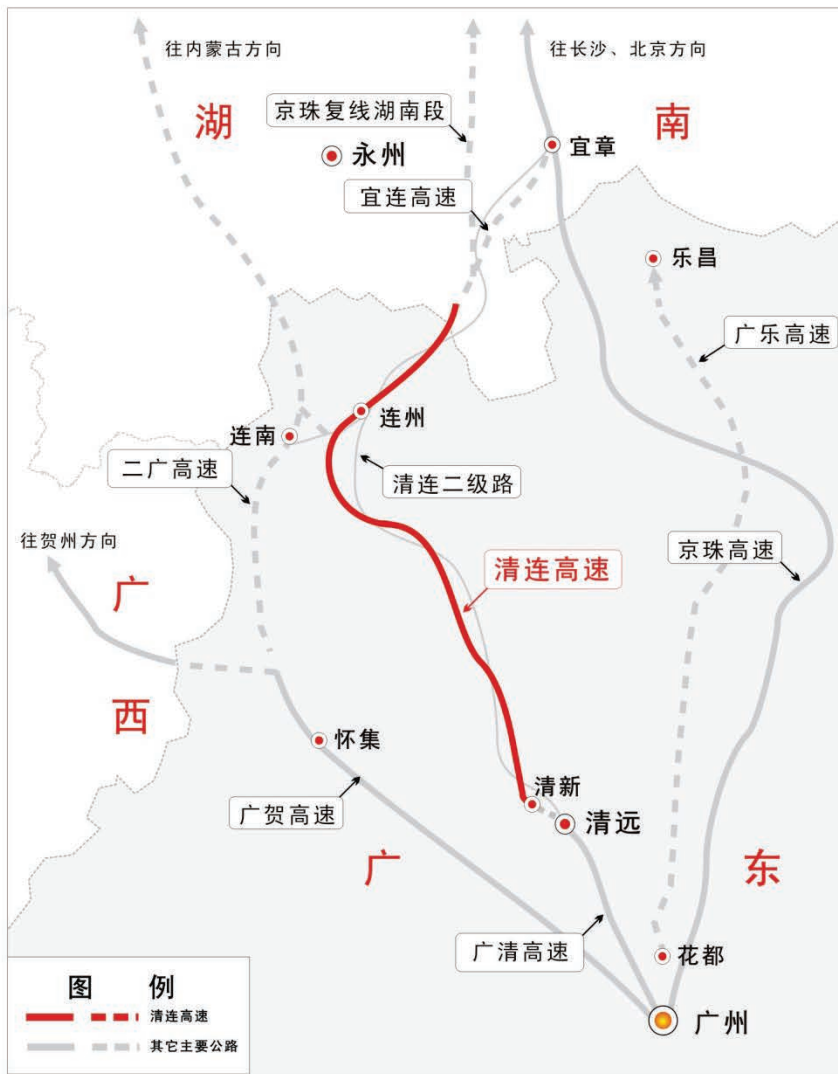 往内蒙古方向
往长沙、北京方向
湖
南
京珠复线湖南段
永州
宜章
宜连高速
乐昌
广乐高速
连州
连南
二广高速
清连二级路
往贺州方向
京珠高速
清连高速
广
西
怀集
清新
广贺高速
清远
广
东
广清高速
花都
图 例
清连高速
其它主要公路
广州